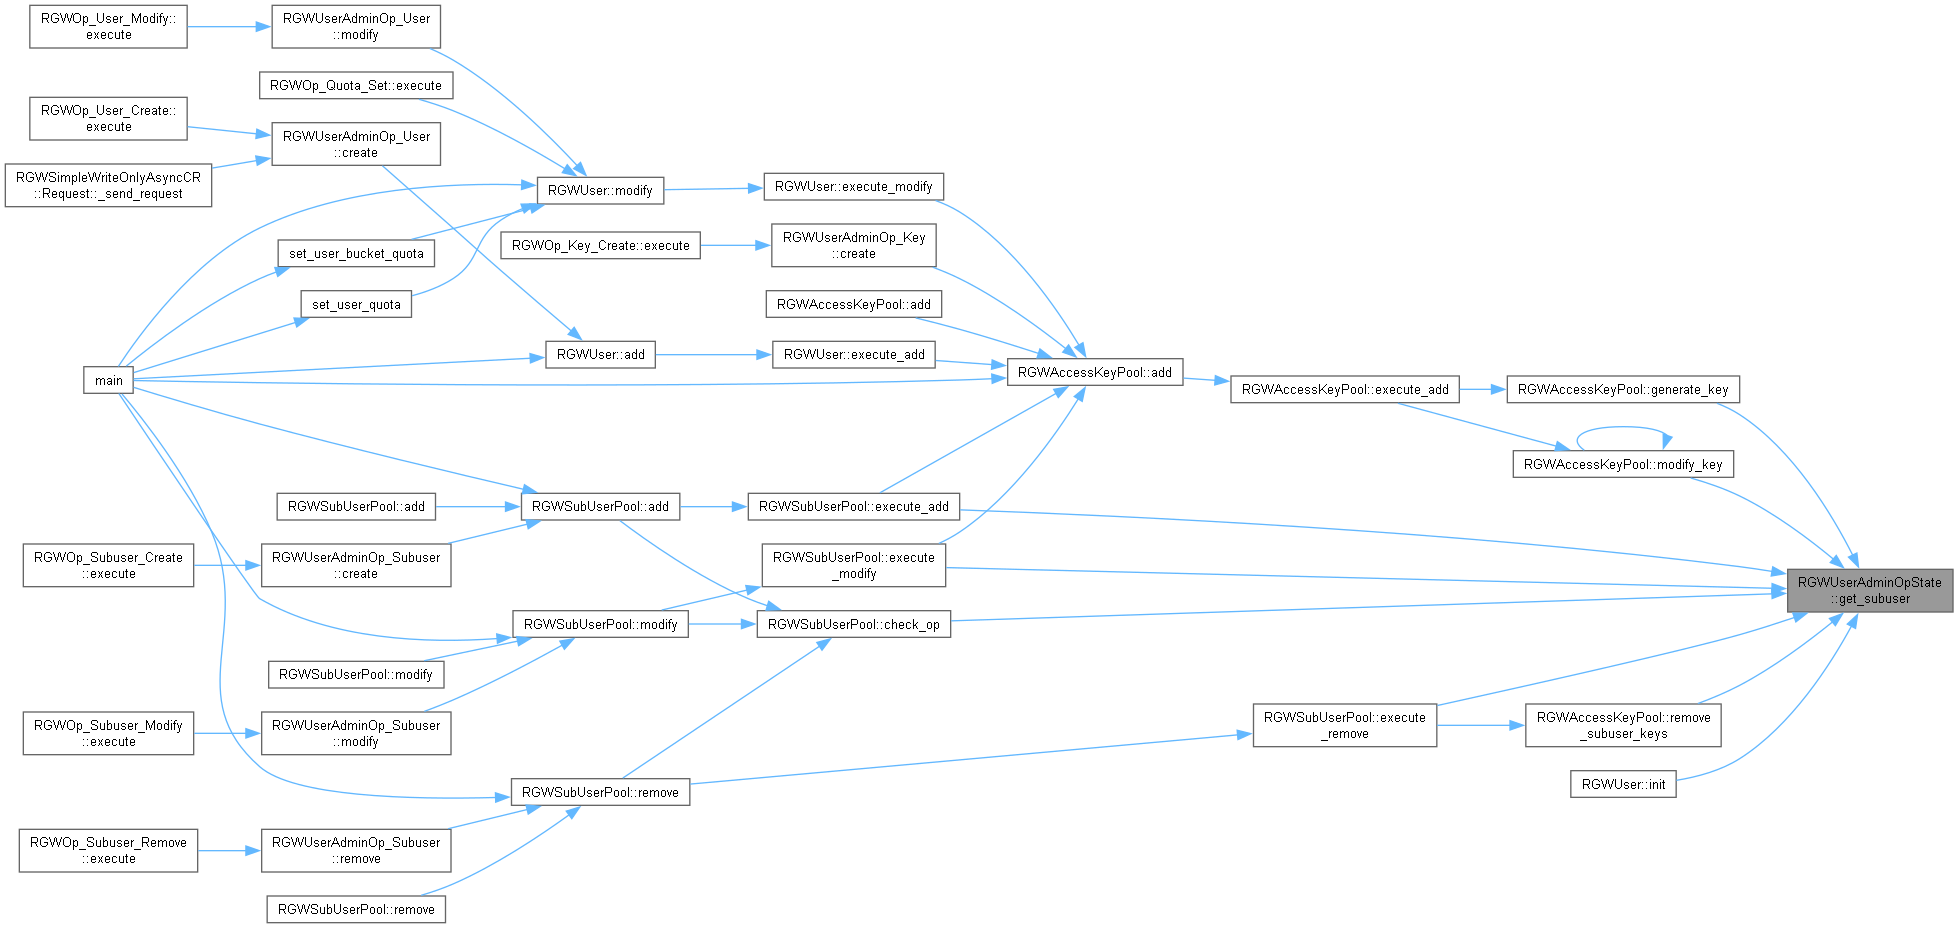 RGWOp_User_Modify::
execute
RGWUserAdminOp_User
::modify
RGWOp_Quota_Set::execute
RGWOp_User_Create::
execute
RGWUserAdminOp_User
::create
RGWSimpleWriteOnlyAsyncCR
::Request::_send_request
RGWUser::modify
RGWUser::execute_modify
set_user_bucket_quota
RGWOp_Key_Create::execute
RGWUserAdminOp_Key
::create
set_user_quota
RGWAccessKeyPool::add
RGWUser::add
RGWUser::execute_add
main
RGWAccessKeyPool::add
RGWAccessKeyPool::execute_add
RGWAccessKeyPool::generate_key
RGWAccessKeyPool::modify_key
RGWSubUserPool::add
RGWSubUserPool::add
RGWSubUserPool::execute_add
RGWOp_Subuser_Create
::execute
RGWUserAdminOp_Subuser
::create
RGWSubUserPool::execute
_modify
RGWUserAdminOpState
::get_subuser
RGWSubUserPool::modify
RGWSubUserPool::check_op
RGWSubUserPool::modify
RGWOp_Subuser_Modify
::execute
RGWUserAdminOp_Subuser
::modify
RGWSubUserPool::execute
_remove
RGWAccessKeyPool::remove
_subuser_keys
RGWUser::init
RGWSubUserPool::remove
RGWOp_Subuser_Remove
::execute
RGWUserAdminOp_Subuser
::remove
RGWSubUserPool::remove